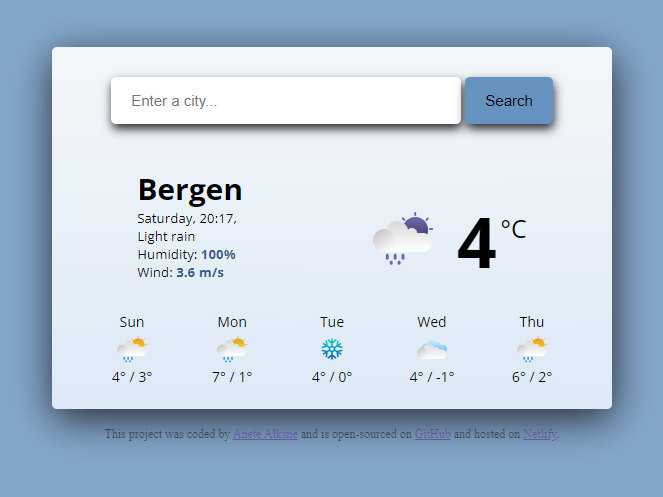 Enter a city...
Search
Bergen
Saturday, 20:17,
Light rain
Humidity: 100%
Wind: 3.6 m/s
4 °C
Sun Mon Tue Wed Thu
4° / 3° 7° / 1° 4° / 0° 4° / -1° 6° / 2°
This project was coded by Anete Alksne and is open-sourced on GitHub and hosted on Netlify.